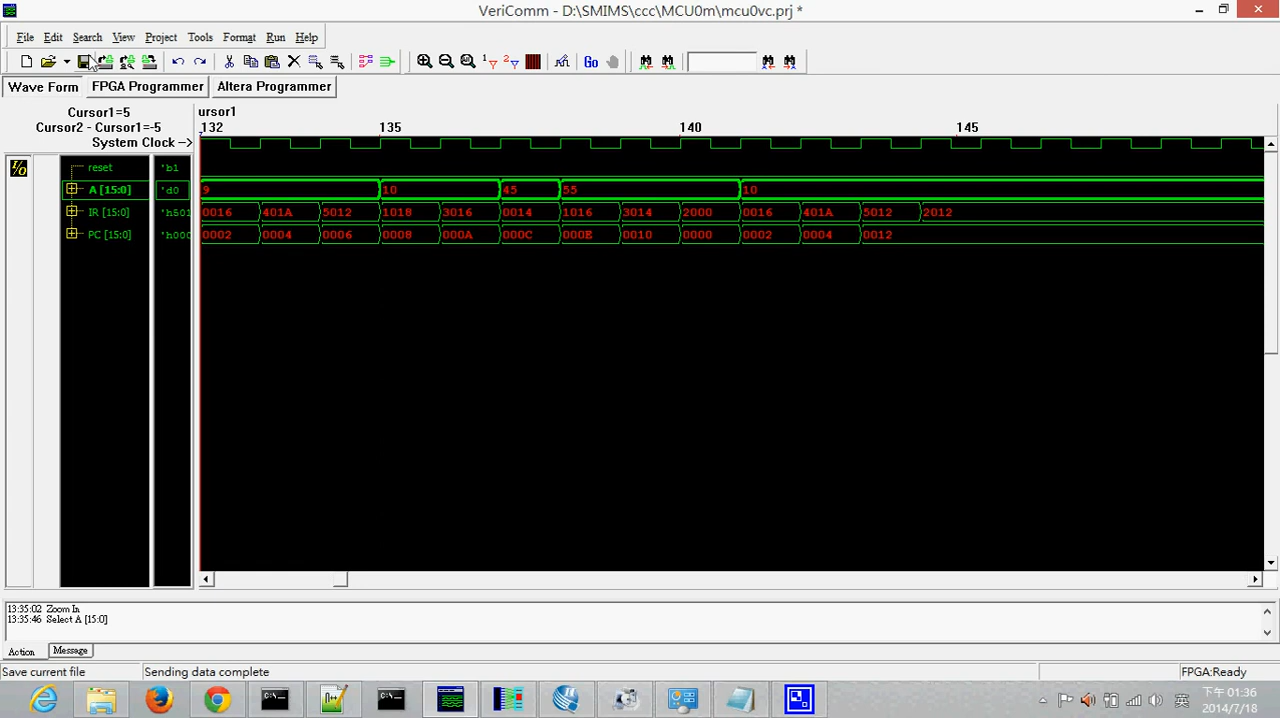 VeriComm - D:\SMIMS\ccc\MCU0m\mcu0vc.prj *
File Edit Search View Project Tools Format Run Help
Go
Wave Form FPGA Programmer Altera Programmer
Cursor1=5 ursor1
Cursor2 - Cursor1=-5 132 135 140 145
System Clock ->
I/O reset 'b1
A [15:0] 'd0 9 10 45 55 10
IR [15:0] 'h501 0016 401A 5012 1018 3016 0014 1016 3014 2000 0016 401A 5012 2012
PC [15:0] 'h000 0002 0004 0006 0008 000A 000C 000E 0010 0000 0002 0004 0012
13:35:02 Zoom In
13:35:46 Select A [15:0]
Action Message
Save current file Sending data complete FPGA:Ready
英 下午 01:36
2014/7/18